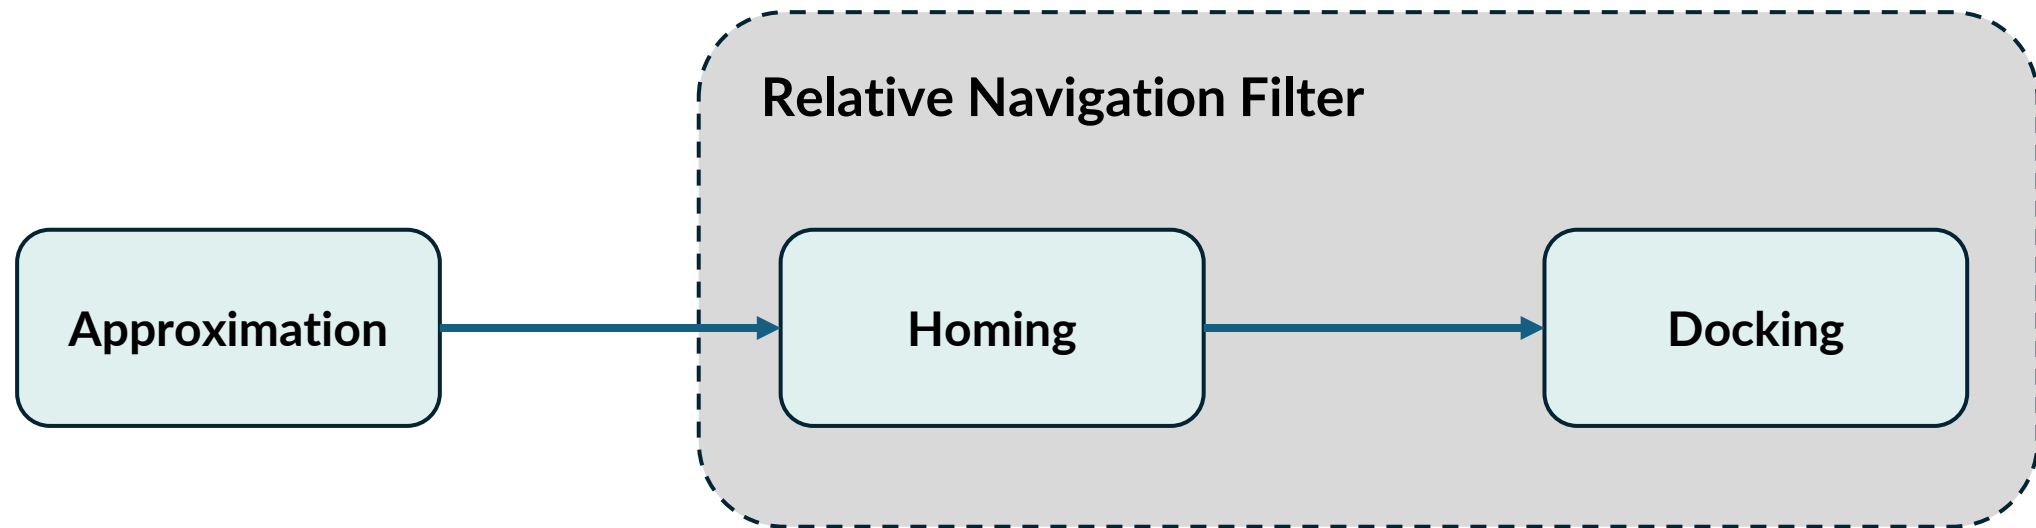 Relative Navigation Filter
Approximation
Homing
Docking